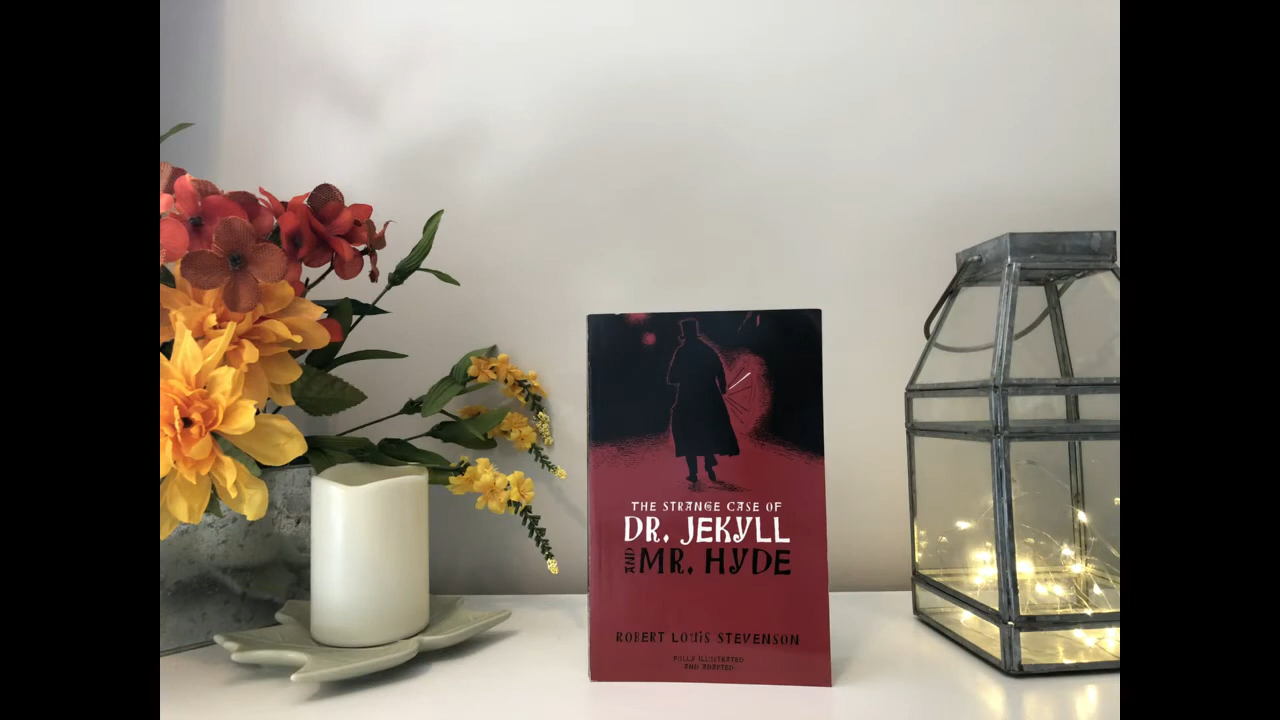 THE STRANGE CASE OF
DR. JEKYLL
AND MR. HYDE
ROBERT LOUIS STEVENSON
FULLY ILLUSTRATED
AND ADAPTED